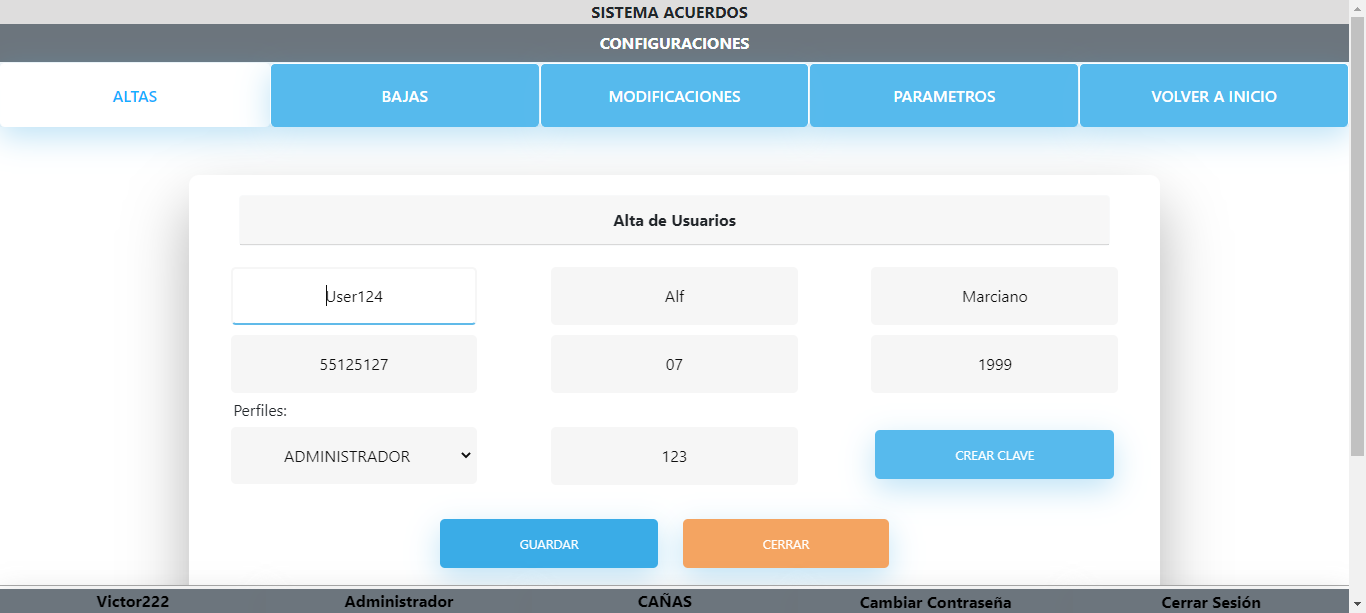 SISTEMA ACUERDOS
CONFIGURACIONES
ALTAS BAJAS MODIFICACIONES PARAMETROS VOLVER A INICIO
Alta de Usuarios
User124 Alf Marciano
55125127 07 1999
Perfiles:
ADMINISTRADOR 123 CREAR CLAVE
GUARDAR CERRAR
Victor222 Administrador CAÑAS Cambiar Contraseña Cerrar Sesión